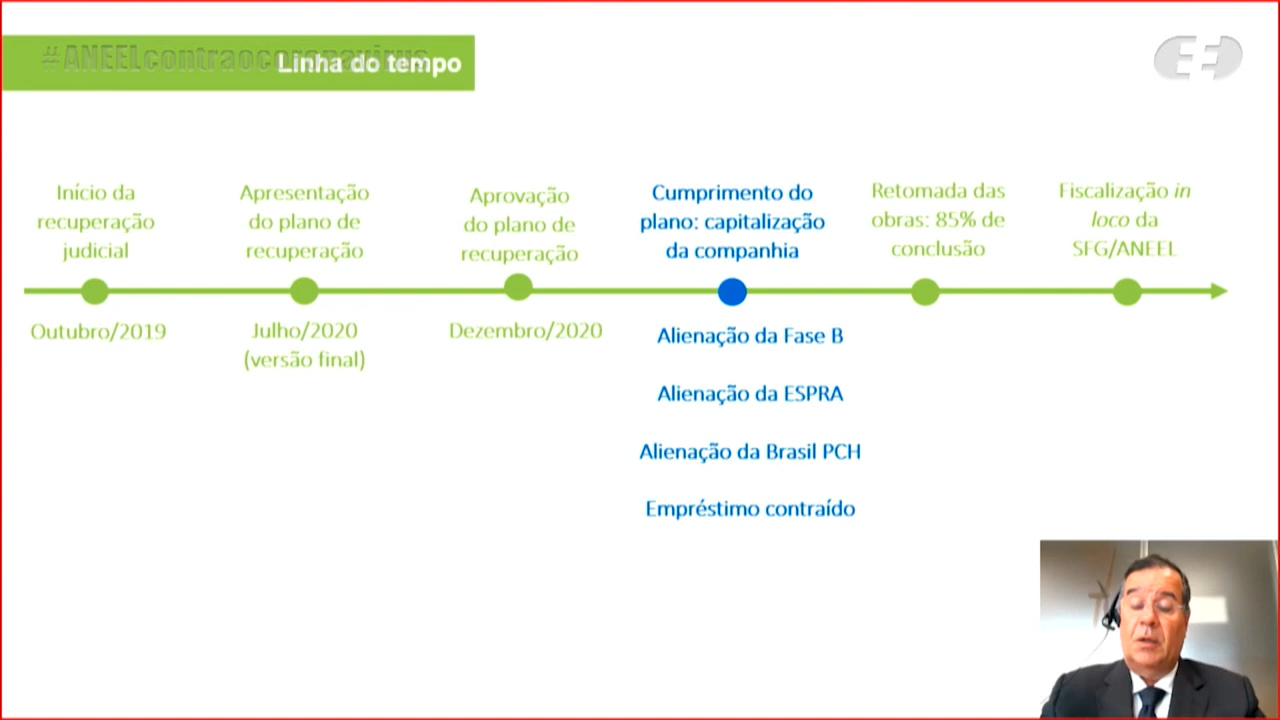 #ANEELcontraocoronavirus
Linha do tempo
Início da
recuperação
judicial
Apresentação
do plano de
recuperação
Aprovação
do plano de
recuperação
Cumprimento do
plano: capitalização
da companhia
Retomada das
obras: 85% de
conclusão
Fiscalização in
loco da
SFG/ANEEL
Outubro/2019
Julho/2020
(versão final)
Dezembro/2020
Alienação da Fase B
Alienação da ESPRA
Alienação da Brasil PCH
Empréstimo contraído